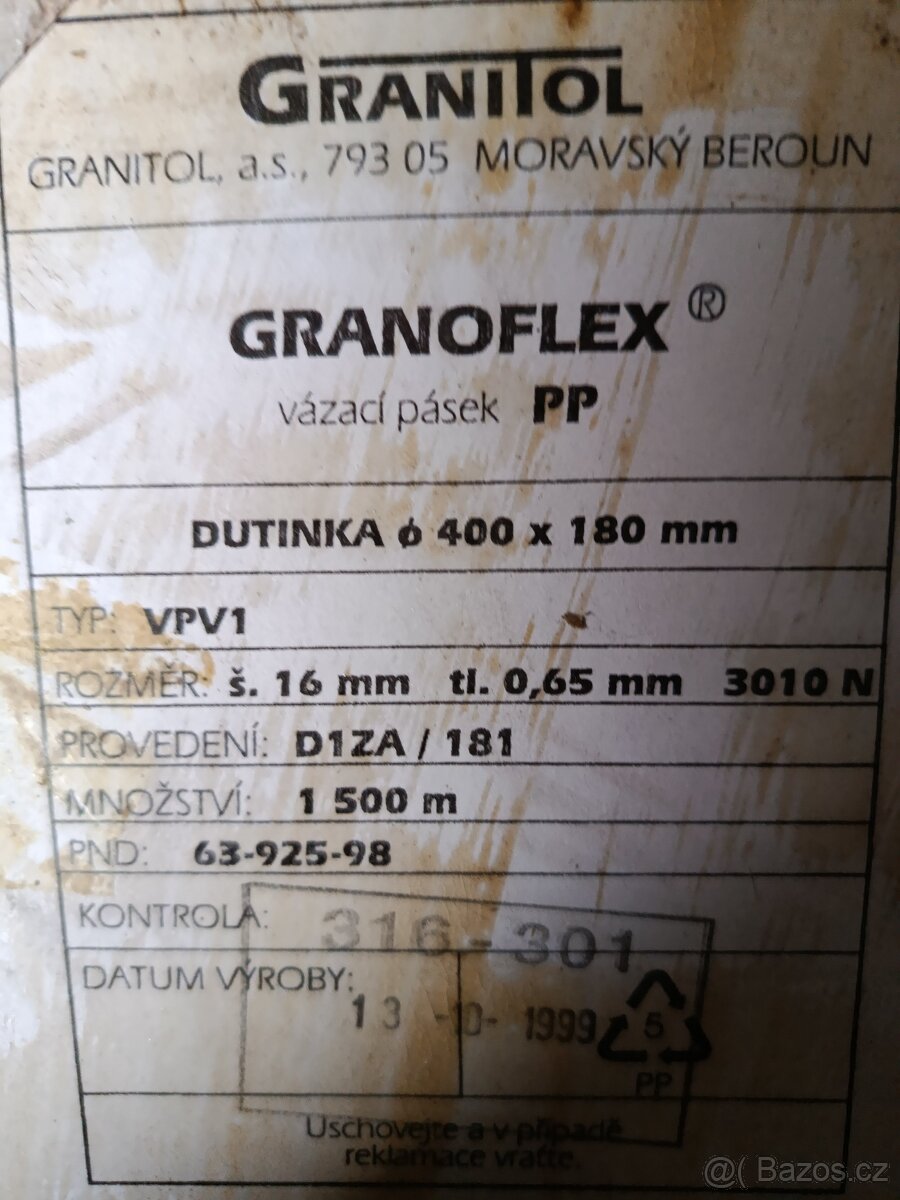 GRANITOL
GRANITOL, a.s., 793 05 MORAVSKÝ BEROUN
GRANOFLEX ®
vázací pásek PP
DUTINKA ϕ 400 x 180 mm
TYP: VPV1
ROZMĚR: š. 16 mm tl. 0,65 mm 3010 N
PROVEDENÍ: D1ZA / 181
MNOŽSTVÍ: 1 500 m
PND: 63-925-98
KONTROLA: 316-301
DATUM VÝROBY: 13 -10- 1999
5
PP
Uschovejte a v případě
reklamace vraťte.
@( Bazos.cz